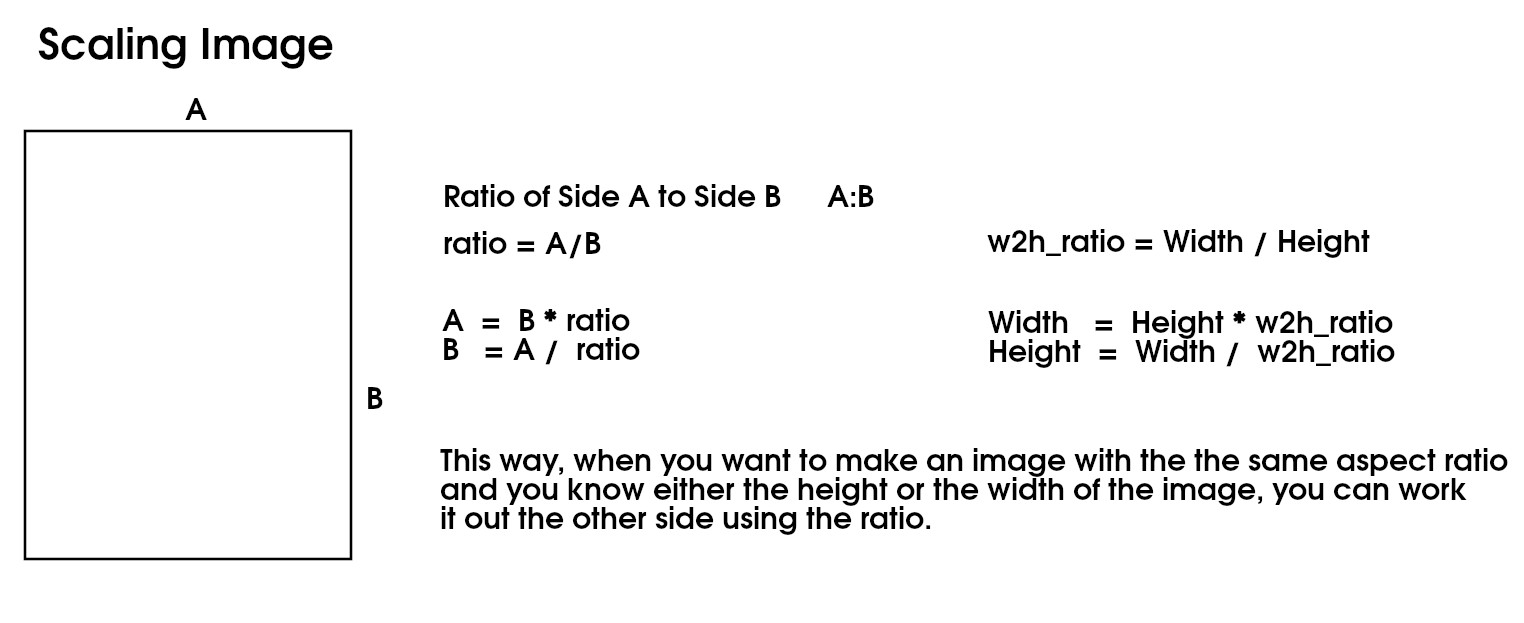 Scaling Image
A
B
Ratio of Side A to Side B A:B
ratio = A/B
A = B * ratio
B = A / ratio
w2h_ratio = Width / Height
Width = Height * w2h_ratio
Height = Width / w2h_ratio
This way, when you want to make an image with the the same aspect ratio
and you know either the height or the width of the image, you can work
it out the other side using the ratio.